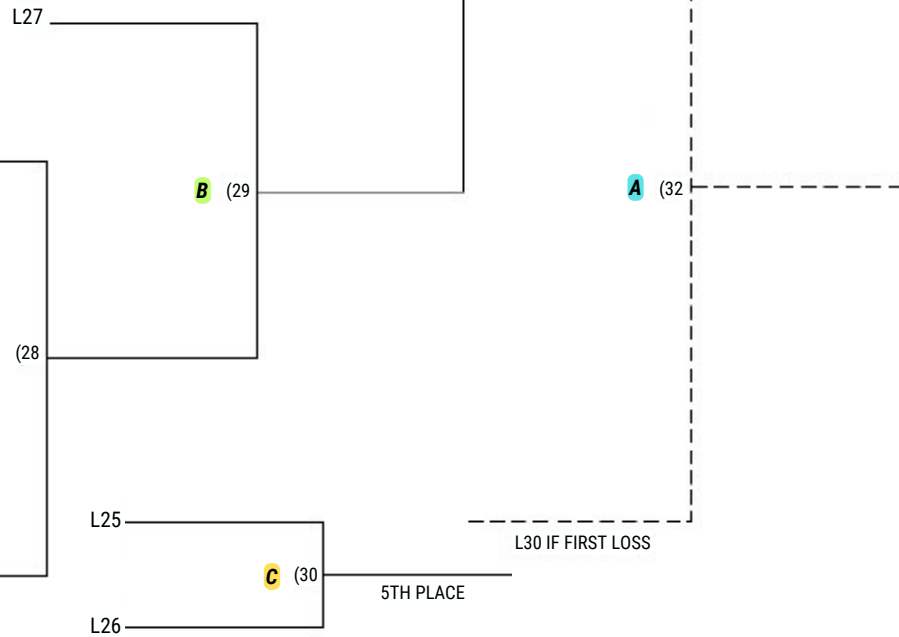 L27
B (29
A (32
(28
L25
L30 IF FIRST LOSS
C (30
5TH PLACE
L26